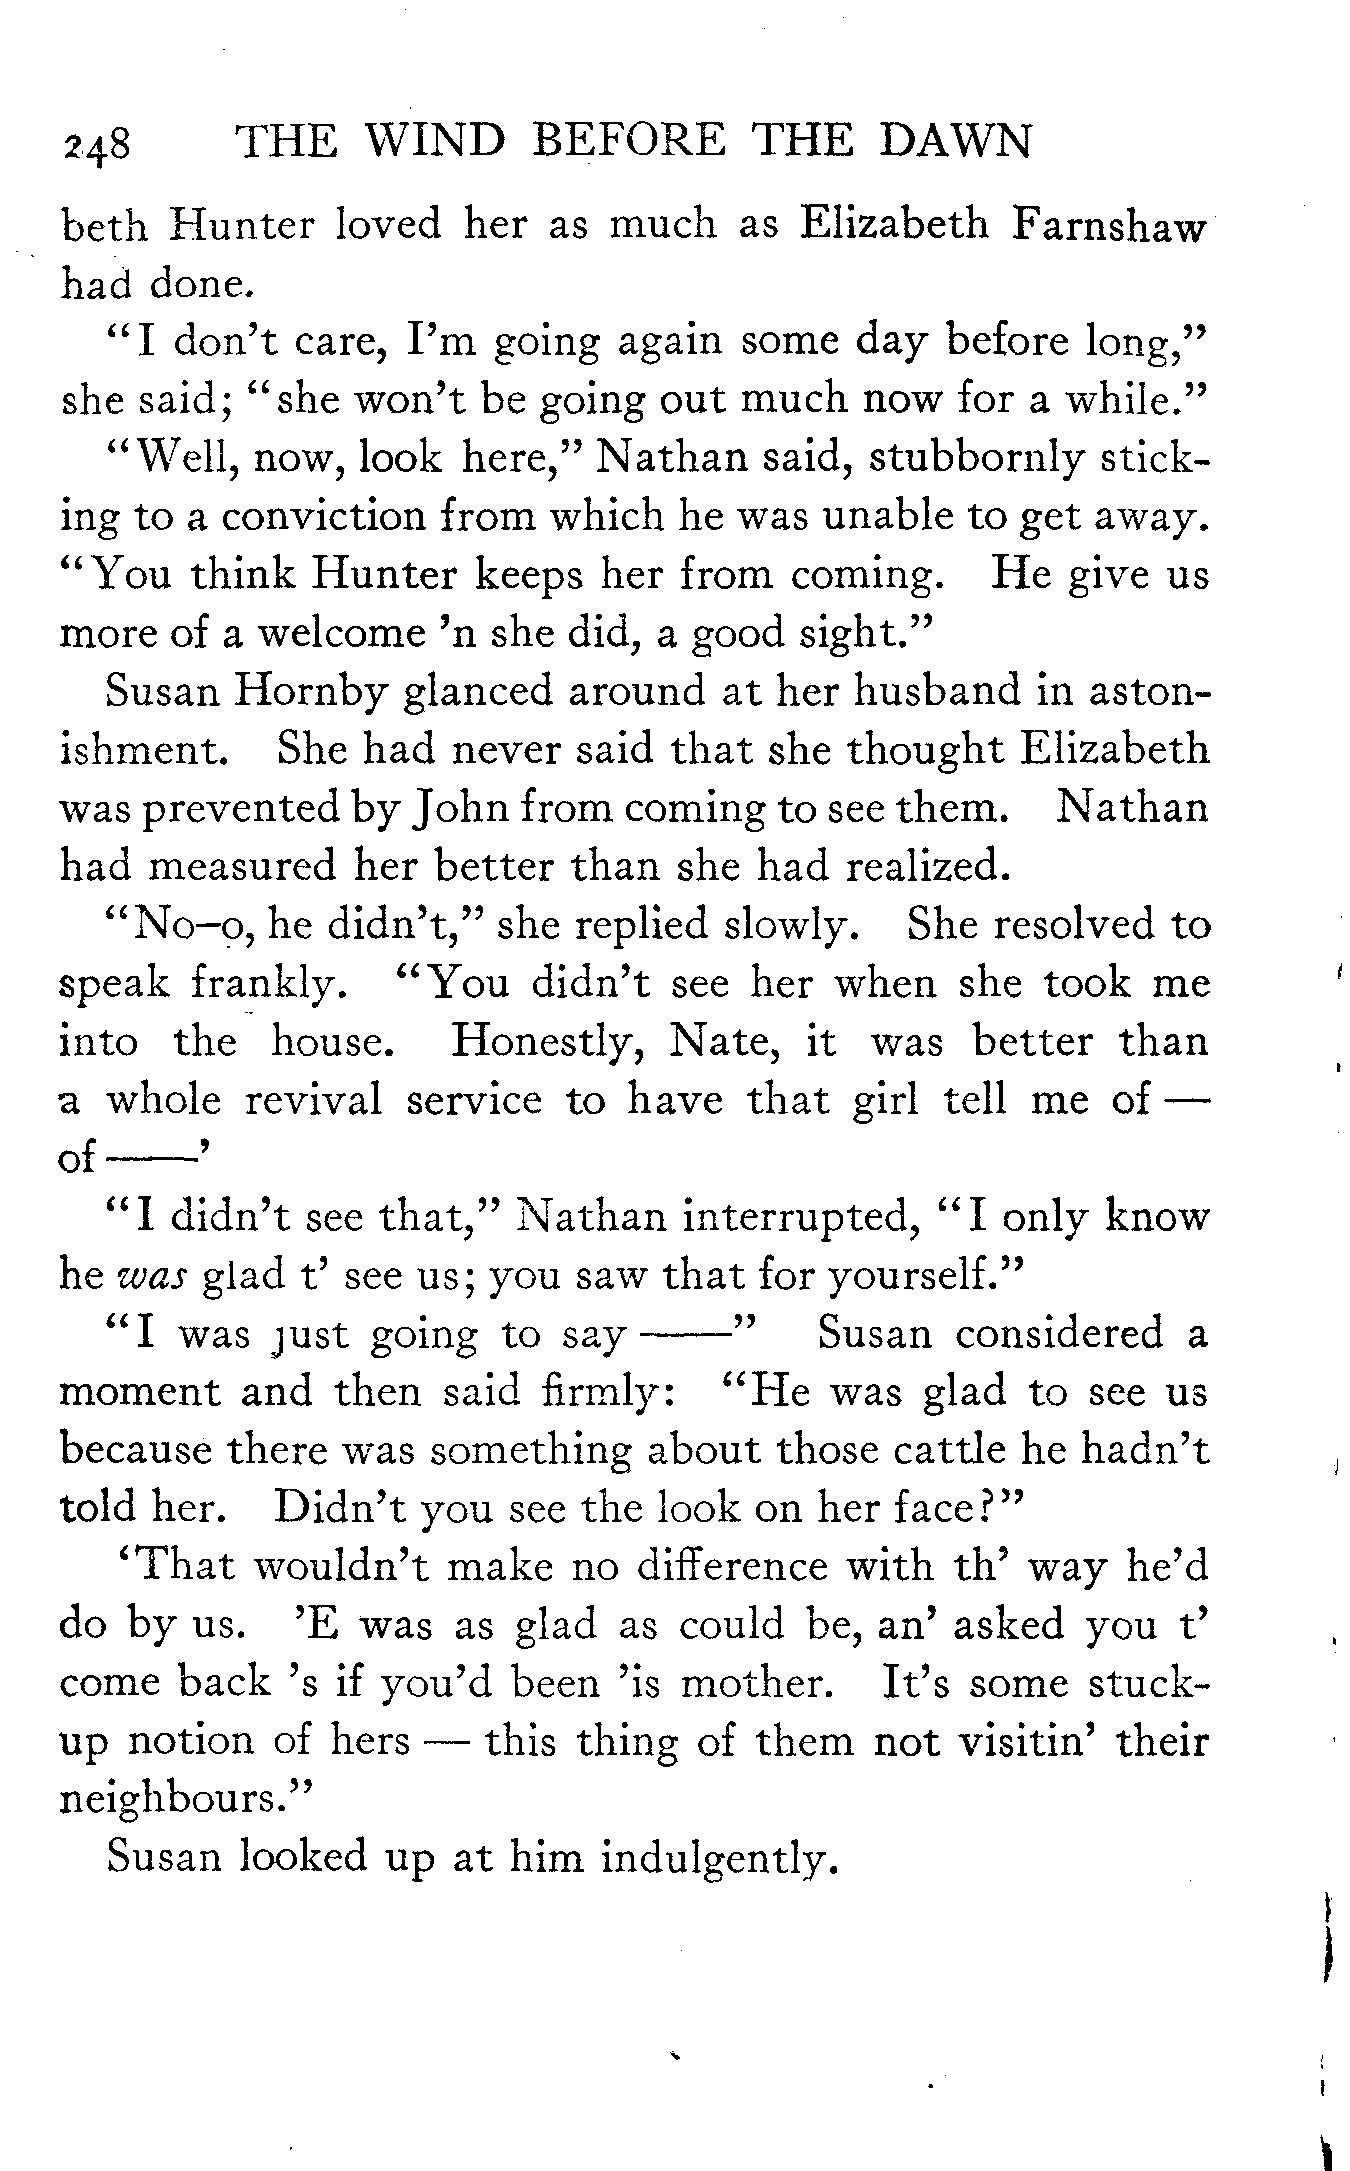 248 THE WIND BEFORE THE DAWN
beth Hunter loved her as much as Elizabeth Farnshaw
had done.
"I don't care, I'm going again some day before long,"
she said; "she won't be going out much now for a while."
"Well, now, look here," Nathan said, stubbornly stick-
ing to a conviction from which he was unable to get away.
"You think Hunter keeps her from coming. He give us
more of a welcome 'n she did, a good sight."
Susan Hornby glanced around at her husband in aston-
ishment. She had never said that she thought Elizabeth
was prevented by John from coming to see them. Nathan
had measured her better than she had realized.
"No–o, he didn't," she replied slowly. She resolved to
speak frankly. "You didn't see her when she took me
into the house. Honestly, Nate, it was better than
a whole revival service to have that girl tell me of —
of ——'
"I didn't see that," Nathan interrupted, "I only know
he was glad t' see us; you saw that for yourself."
"I was just going to say ——" Susan considered a
moment and then said firmly: "He was glad to see us
because there was something about those cattle he hadn't
told her. Didn't you see the look on her face?"
'That wouldn't make no difference with th' way he'd
do by us. 'E was as glad as could be, an' asked you t'
come back 's if you'd been 'is mother. It's some stuck-
up notion of hers — this thing of them not visitin' their
neighbours."
Susan looked up at him indulgently.